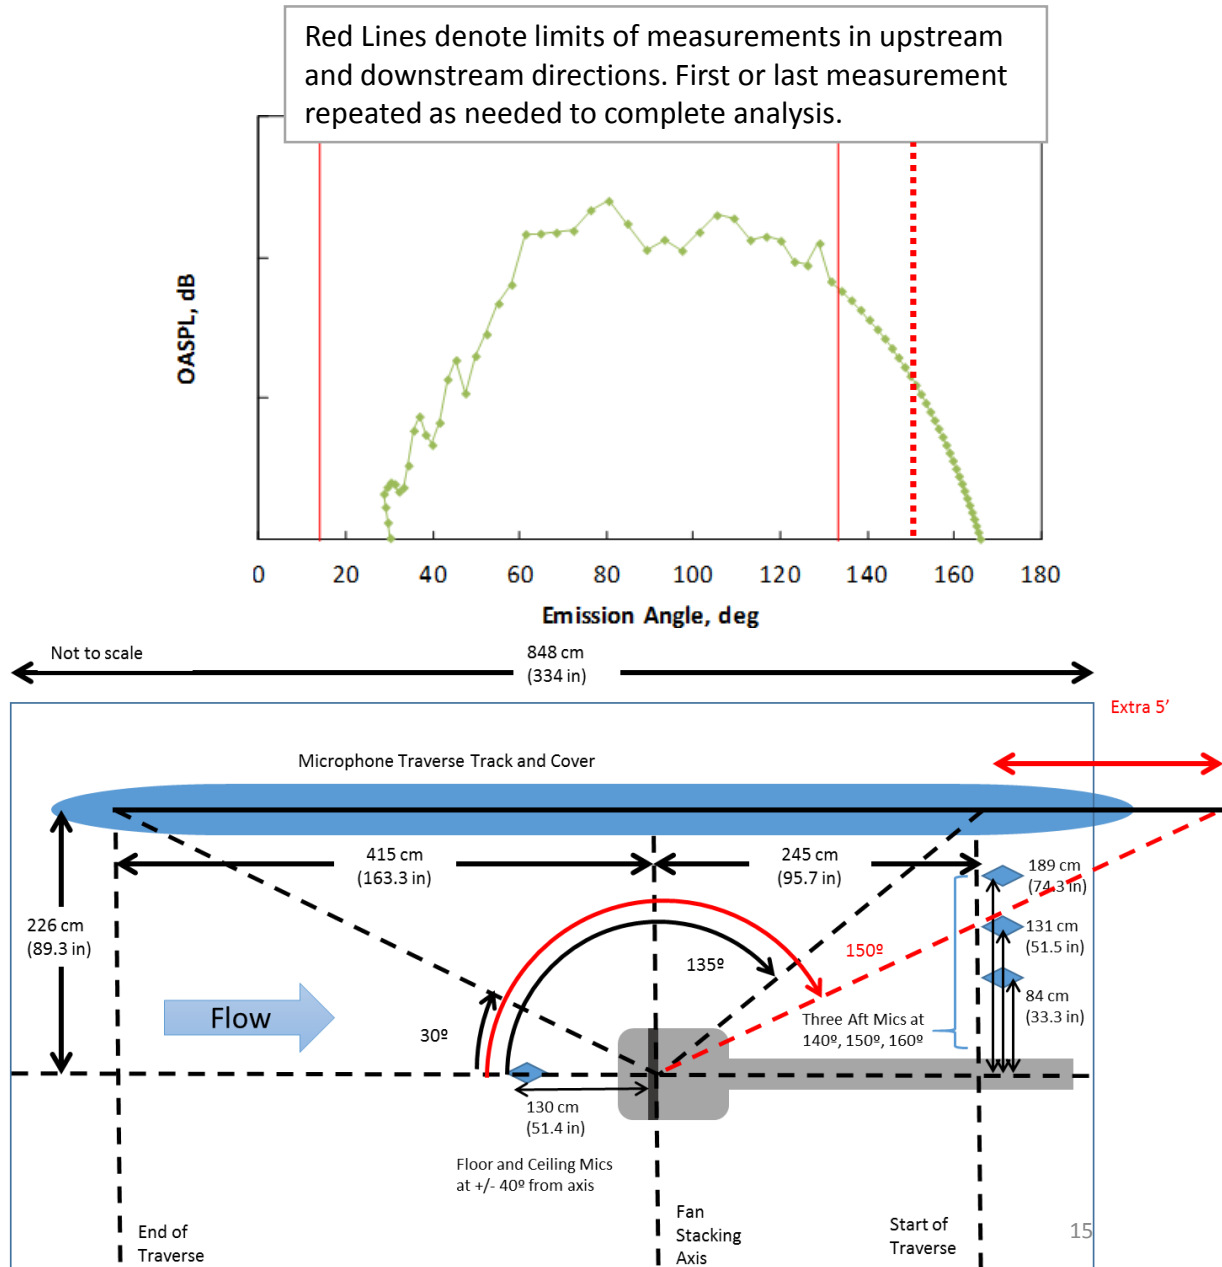 Red Lines denote limits of measurements in upstream
and downstream directions. First or last measurement
repeated as needed to complete analysis.
OASPL, dB
0 20 40 60 80 100 120 140 160 180
Emission Angle, deg
Not to scale
848 cm
(334 in)
Extra 5'
Microphone Traverse Track and Cover
415 cm
(163.3 in)
245 cm
(95.7 in)
189 cm
(74.3 in)
226 cm
(89.3 in)
131 cm
(51.5 in)
135º
150º
84 cm
(33.3 in)
Flow
30º
Three Aft Mics at
140º, 150º, 160º
130 cm
(51.4 in)
Floor and Ceiling Mics
at +/- 40º from axis
End of
Traverse
Fan
Stacking
Axis
Start of
Traverse
15